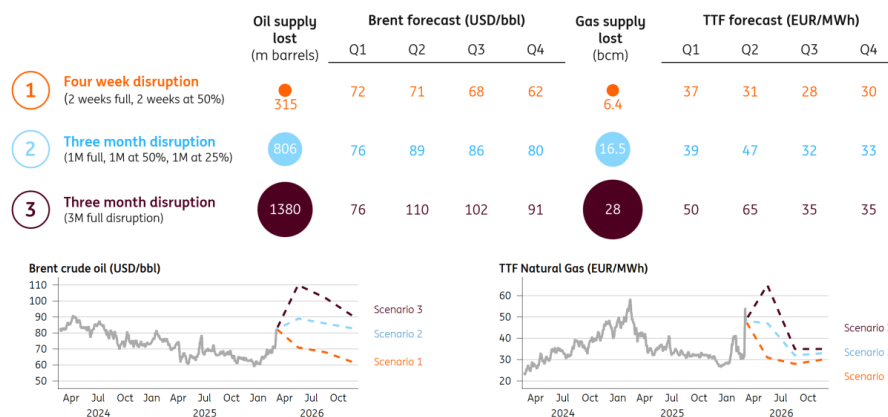 Oil supply lost (m barrels)
Brent forecast (USD/bbl)
Gas supply lost (bcm)
TTF forecast (EUR/MWh)
Q1 Q2 Q3 Q4
Q1 Q2 Q3 Q4
1 Four week disruption 315 72 71 68 62 6.4 37 31 28 30
(2 weeks full, 2 weeks at 50%)
2 Three month disruption 806 76 89 86 80 16.5 39 47 32 33
(1M full, 1M at 50%, 1M at 25%)
3 Three month disruption 1380 76 110 102 91 28 50 65 35 35
(3M full disruption)
Brent crude oil (USD/bbl)
110
100
90
80
70
60
50
Scenario 3
Scenario 2
Scenario 1
Apr Jul Oct Jan Apr Jul Oct Jan Apr Jul Oct
2024 2025 2026
TTF Natural Gas (EUR/MWh)
60
50
40
30
20
Scenario
Scenario
Scenario
Apr Jul Oct Jan Apr Jul Oct Jan Apr Jul Oct
2024 2025 2026